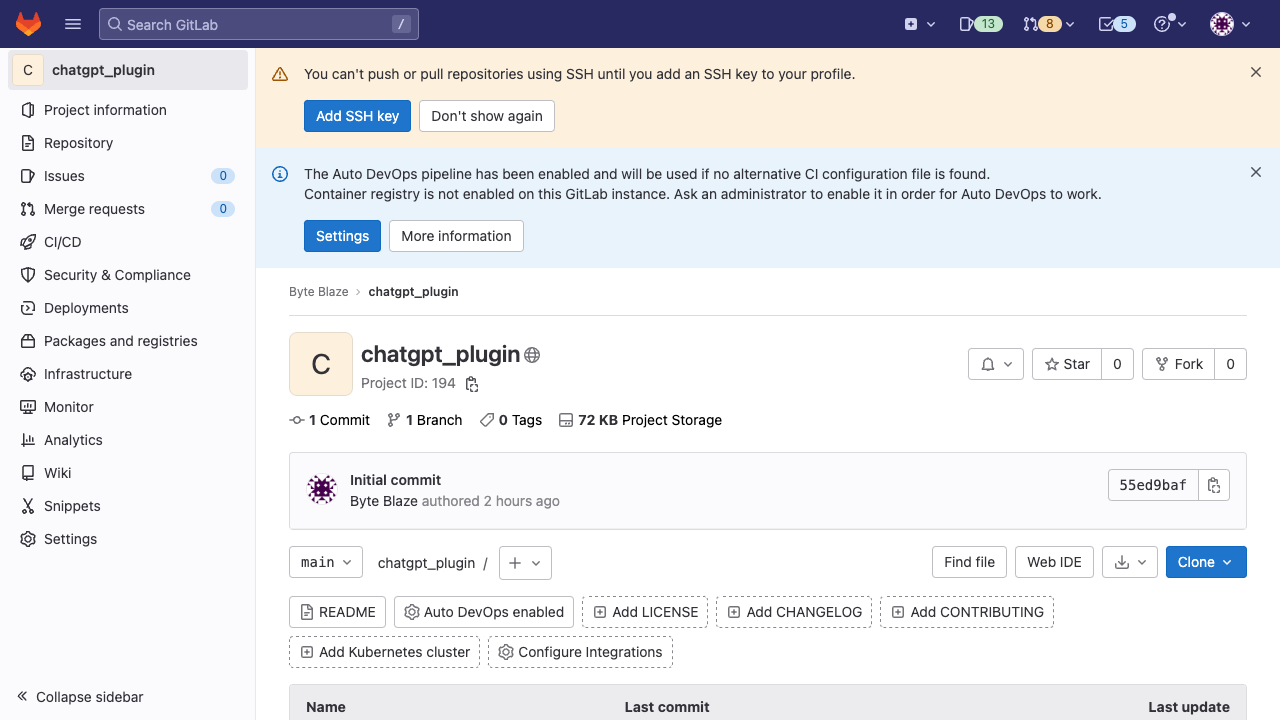 Search GitLab /
13
8
5
C chatgpt_plugin
Project information
Repository
Issues 0
Merge requests 0
CI/CD
Security & Compliance
Deployments
Packages and registries
Infrastructure
Monitor
Analytics
Wiki
Snippets
Settings
Collapse sidebar
You can't push or pull repositories using SSH until you add an SSH key to your profile.
Add SSH key Don't show again
The Auto DevOps pipeline has been enabled and will be used if no alternative CI configuration file is found.
Container registry is not enabled on this GitLab instance. Ask an administrator to enable it in order for Auto DevOps to work.
Settings More information
Byte Blaze chatgpt_plugin
C
chatgpt_plugin
Project ID: 194
Star 0 Fork 0
1 Commit 1 Branch 0 Tags 72 KB Project Storage
Initial commit
Byte Blaze authored 2 hours ago
55ed9baf
main chatgpt_plugin / Find file Web IDE Clone
README Auto DevOps enabled Add LICENSE Add CHANGELOG Add CONTRIBUTING
Add Kubernetes cluster Configure Integrations
Name Last commit Last update